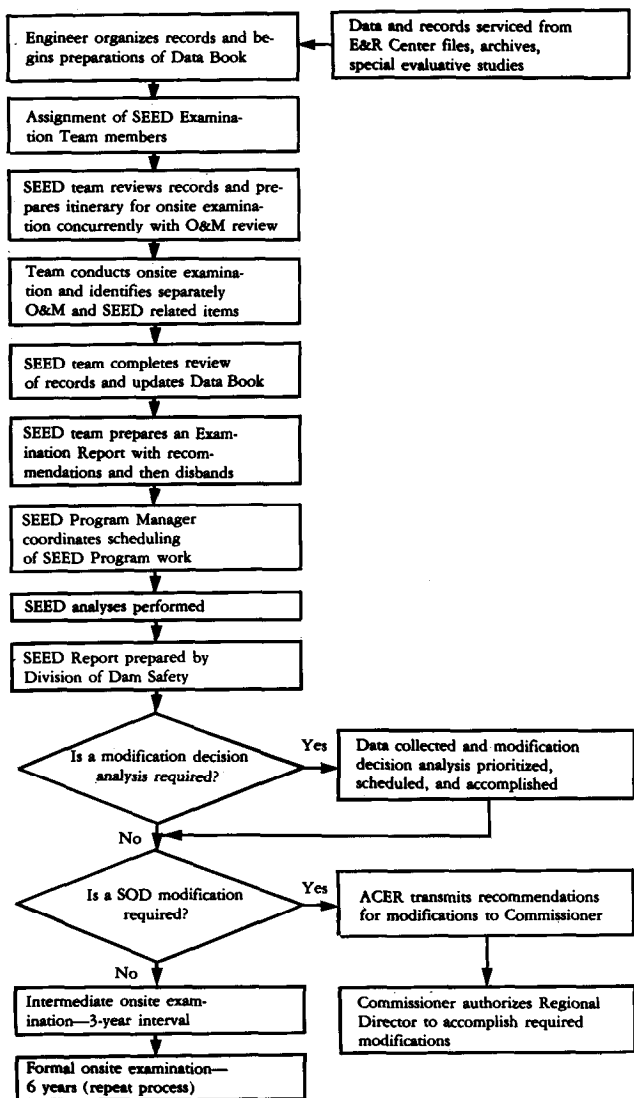 Engineer organizes records and be-
gins preparations of Data Book
Data and records serviced from
E&R Center files, archives,
special evaluative studies
Assignment of SEED Examina-
tion Team members
SEED team reviews records and pre-
pares itinerary for onsite examina-
tion concurrently with O&M review
Team conducts onsite examina-
tion and identifies separately
O&M and SEED related items
SEED team completes review
of records and updates Data Book
SEED team prepares an Exam-
ination Report with recom-
mendations and then disbands
SEED Program Manager
coordinates scheduling
of SEED Program work
SEED analyses performed
SEED Report prepared by
Division of Dam Safety
Is a modification decision
analysis required?
Yes
Data collected and modification
decision analysis prioritized,
scheduled, and accomplished
No
Is a SOD modification
required?
Yes
ACER transmits recommendations
for modifications to Commissioner
No
Commissioner authorizes Regional
Director to accomplish required
modifications
Intermediate onsite exam-
ination—3-year interval
Formal onsite examination—
6 years (repeat process)